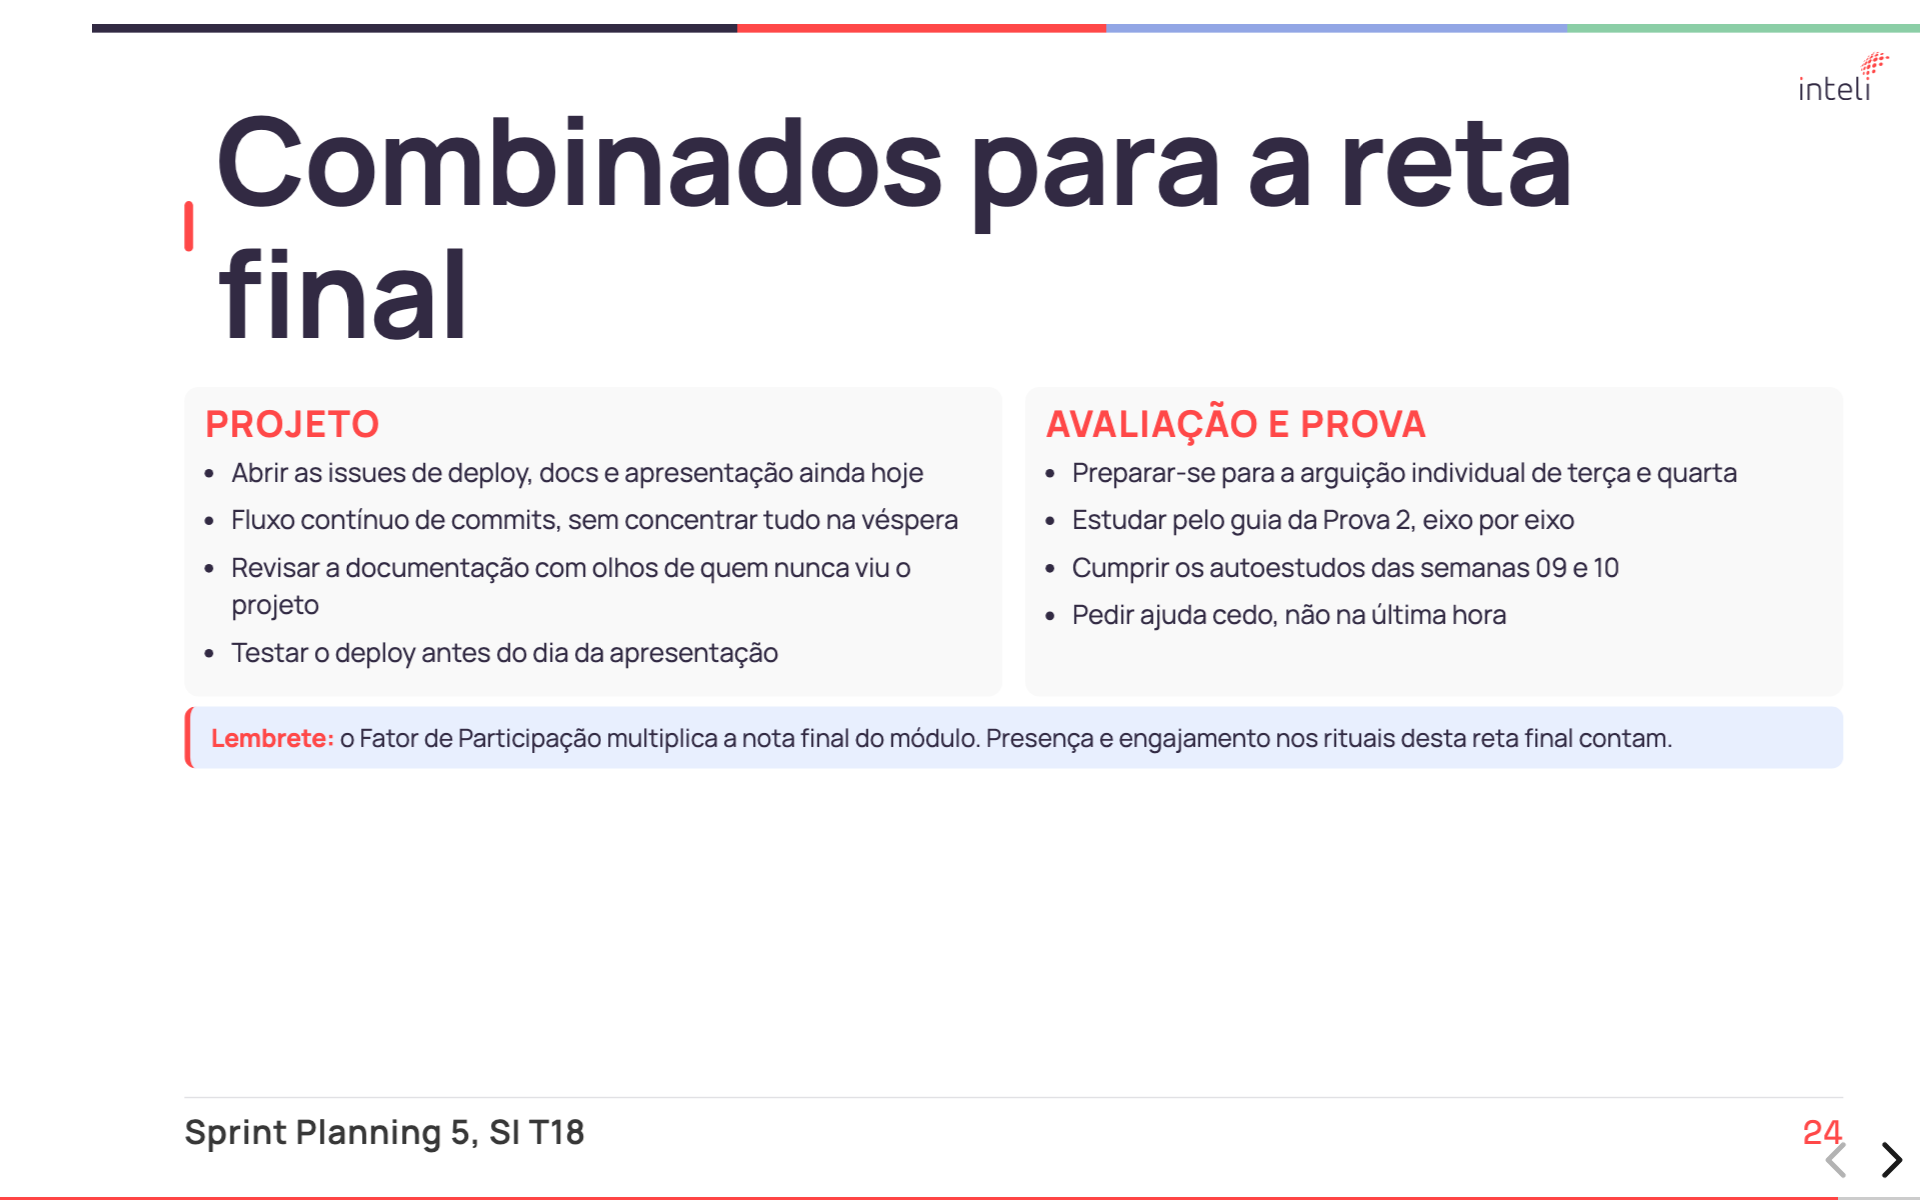 inteli
Combinados para a reta
final
PROJETO
• Abrir as issues de deploy, docs e apresentação ainda hoje
• Fluxo contínuo de commits, sem concentrar tudo na véspera
• Revisar a documentação com olhos de quem nunca viu o
projeto
• Testar o deploy antes do dia da apresentação
AVALIAÇÃO E PROVA
• Preparar-se para a arguição individual de terça e quarta
• Estudar pelo guia da Prova 2, eixo por eixo
• Cumprir os autoestudos das semanas 09 e 10
• Pedir ajuda cedo, não na última hora
Lembrete: o Fator de Participação multiplica a nota final do módulo. Presença e engajamento nos rituais desta reta final contam.
Sprint Planning 5, SI T18
24